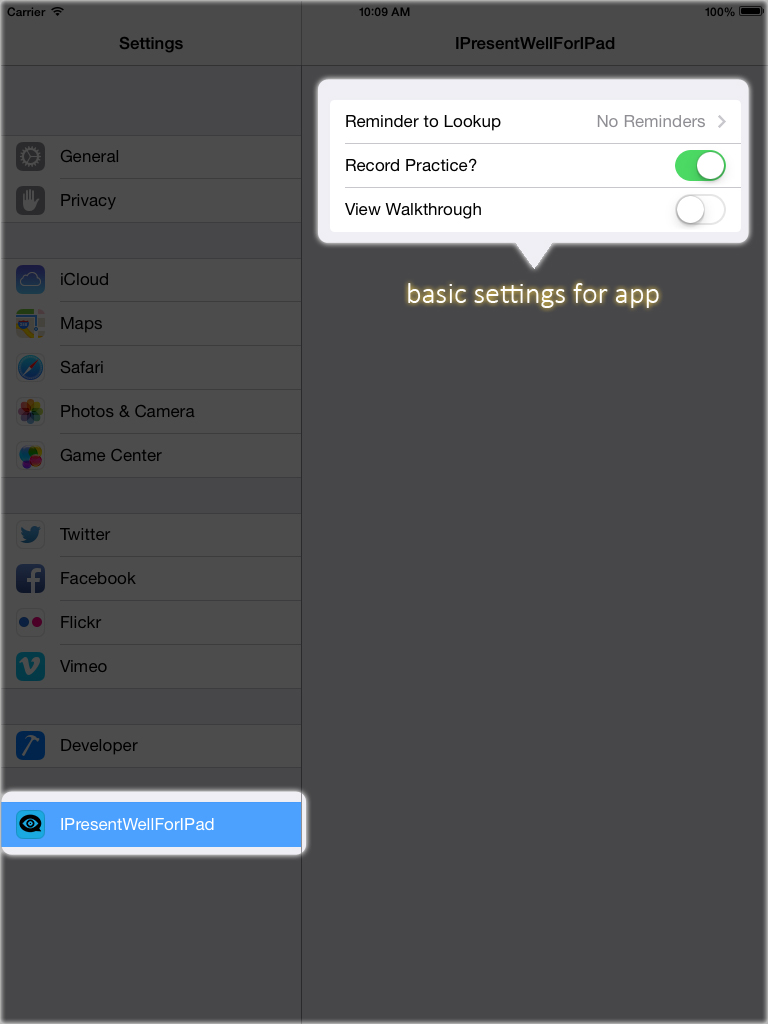 Carrier 10:09 AM 100%
Settings
IPresentWellForIPad
General
Privacy
iCloud
Maps
Safari
Photos & Camera
Game Center
Twitter
Facebook
Flickr
Vimeo
Developer
IPresentWellForIPad
Reminder to Lookup No Reminders
Record Practice?
View Walkthrough
basic settings for app